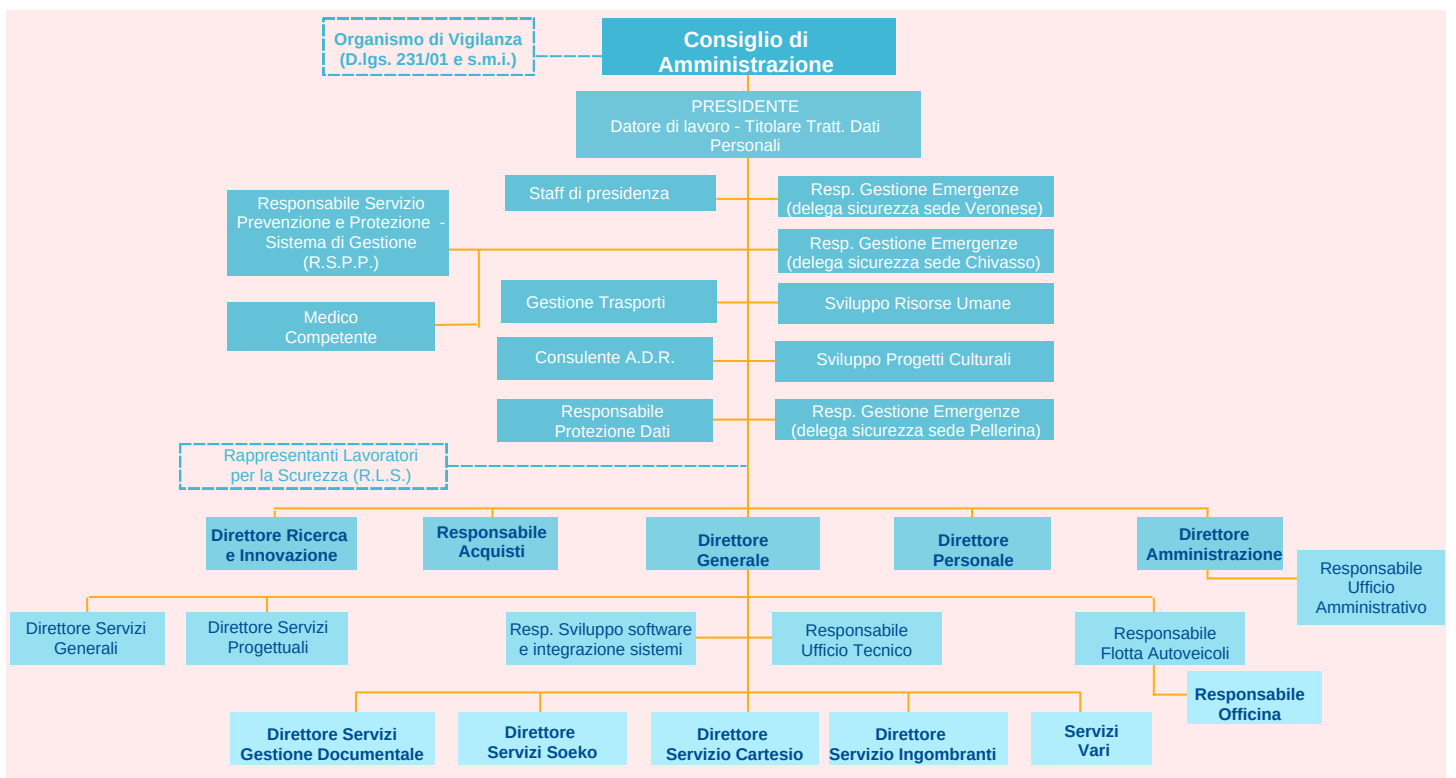 Organismo di Vigilanza
(D.lgs. 231/01 e s.m.i.)
Consiglio di
Amministrazione
PRESIDENTE
Datore di lavoro - Titolare Tratt. Dati
Personali
Staff di presidenza
Resp. Gestione Emergenze
(delega sicurezza sede Veronese)
Responsabile Servizio
Prevenzione e Protezione -
Sistema di Gestione
(R.S.P.P.)
Resp. Gestione Emergenze
(delega sicurezza sede Chivasso)
Gestione Trasporti
Sviluppo Risorse Umane
Medico
Competente
Consulente A.D.R.
Sviluppo Progetti Culturali
Responsabile
Protezione Dati
Resp. Gestione Emergenze
(delega sicurezza sede Pellerina)
Rappresentanti Lavoratori
per la Scurezza (R.L.S.)
Direttore Ricerca
e Innovazione
Responsabile
Acquisti
Direttore
Generale
Direttore
Personale
Direttore
Amministrazione
Responsabile
Ufficio
Amministrativo
Direttore Servizi
Generali
Direttore Servizi
Progettuali
Resp. Sviluppo software
e integrazione sistemi
Responsabile
Ufficio Tecnico
Responsabile
Flotta Autoveicoli
Responsabile
Officina
Direttore Servizi
Gestione Documentale
Direttore
Servizi Soeko
Direttore
Servizio Cartesio
Direttore
Servizio Ingombranti
Servizi
Vari